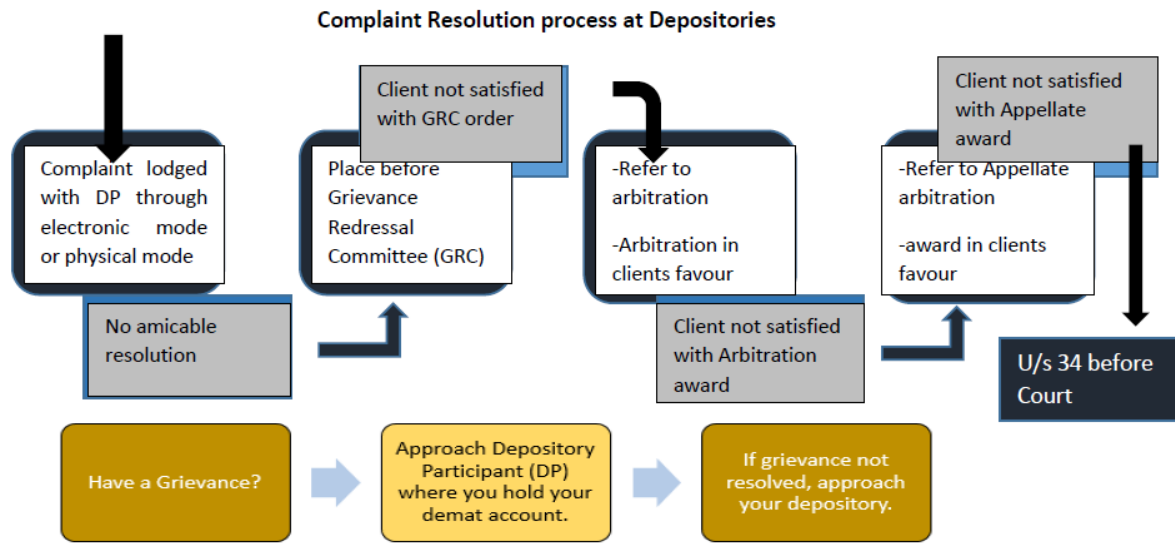 Complaint Resolution process at Depositories
Complaint lodged
with DP through
electronic mode
or physical mode
No amicable
resolution
Place before
Grievance
Redressal
Committee (GRC)
Client not satisfied
with GRC order
-Refer to
arbitration
-Arbitration in
clients favour
Client not satisfied
with Arbitration
award
-Refer to Appellate
arbitration
-award in clients
favour
Client not satisfied
with Appellate
award
U/s 34 before
Court
Have a Grievance?
Approach Depository
Participant (DP)
where you hold your
demat account.
If grievance not
resolved, approach
your depository.